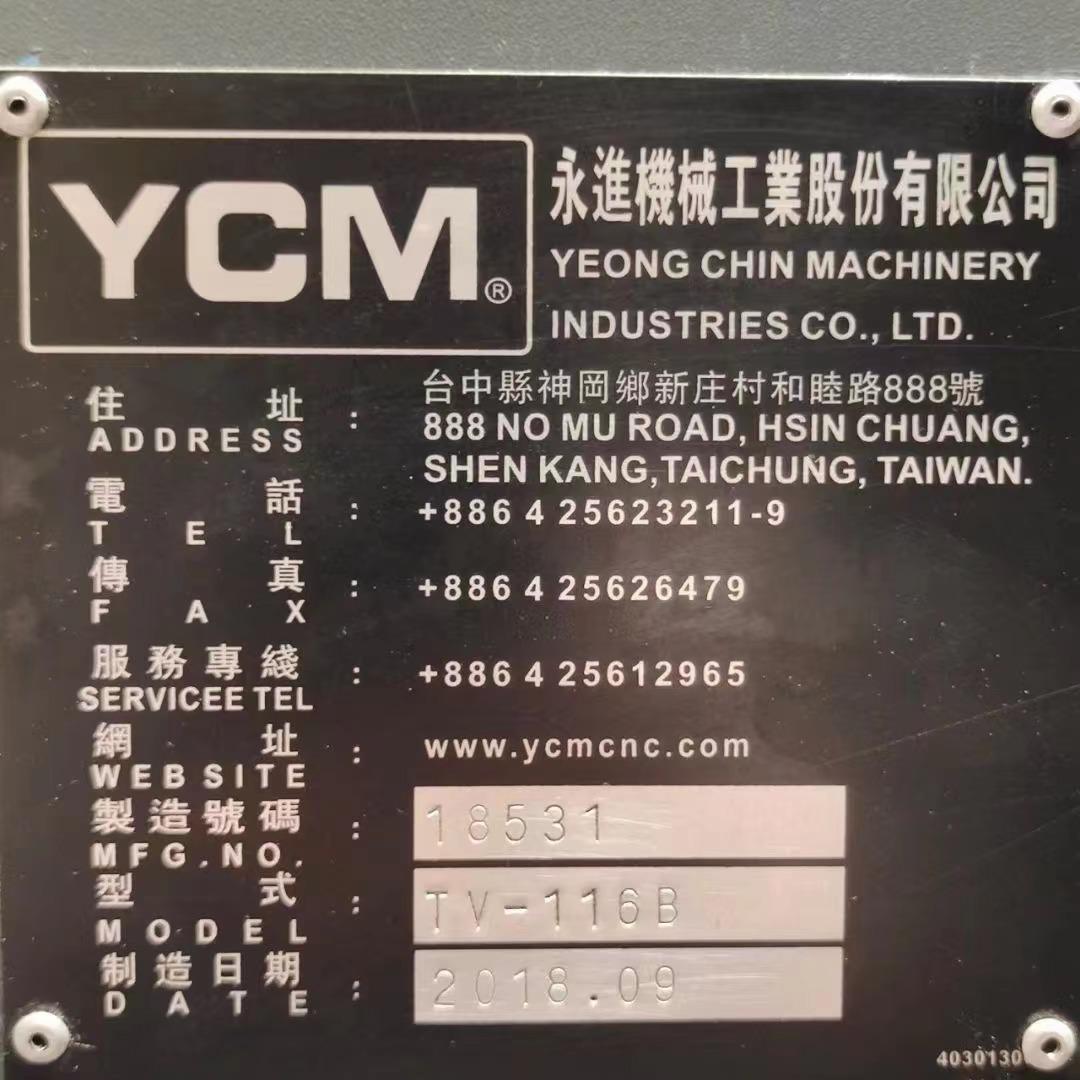 YCM®
永進機械工業股份有限公司
YEONG CHIN MACHINERY
INDUSTRIES CO., LTD.
住址 : 台中縣神岡鄉新庄村和睦路888號
ADDRESS 888 NO MU ROAD, HSIN CHUANG,
SHEN KANG,TAICHUNG, TAIWAN.
電話 : +886 4 25623211-9
TEL
傳真 : +886 4 25626479
FAX
服務專綫 : +886 4 25612965
SERVICEE TEL
網址 : www.ycmcnc.com
WEBSITE
製造號碼 : 18531
MFG.NO.
型式 : TV-116B
MODEL
制造日期 : 2018.09
DATE